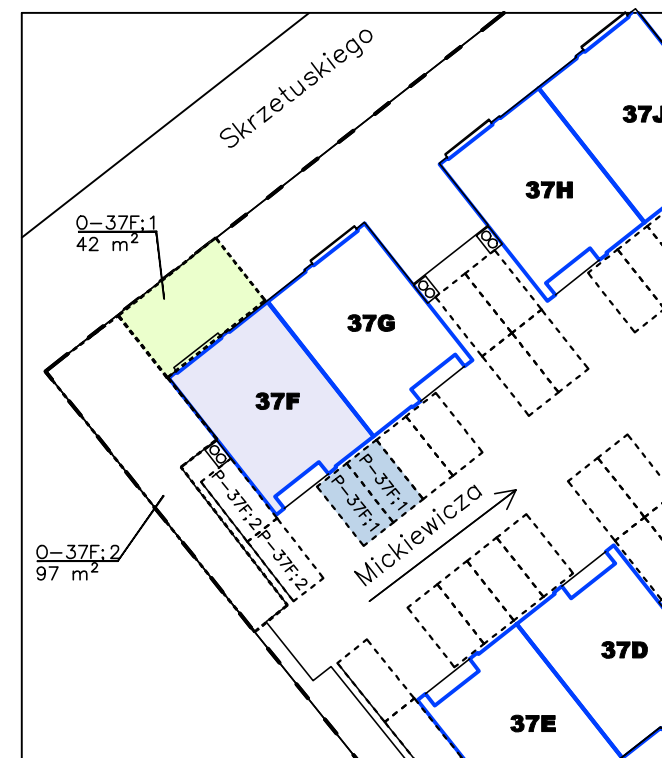 Skrzetuskiego
37J
37H
O-37F;1
42 m²
37G
37F
P-37F;1
P-37F;1
P-37F;2
P-37F;2
Mickiewicza
O-37F;2
97 m²
37D
37E